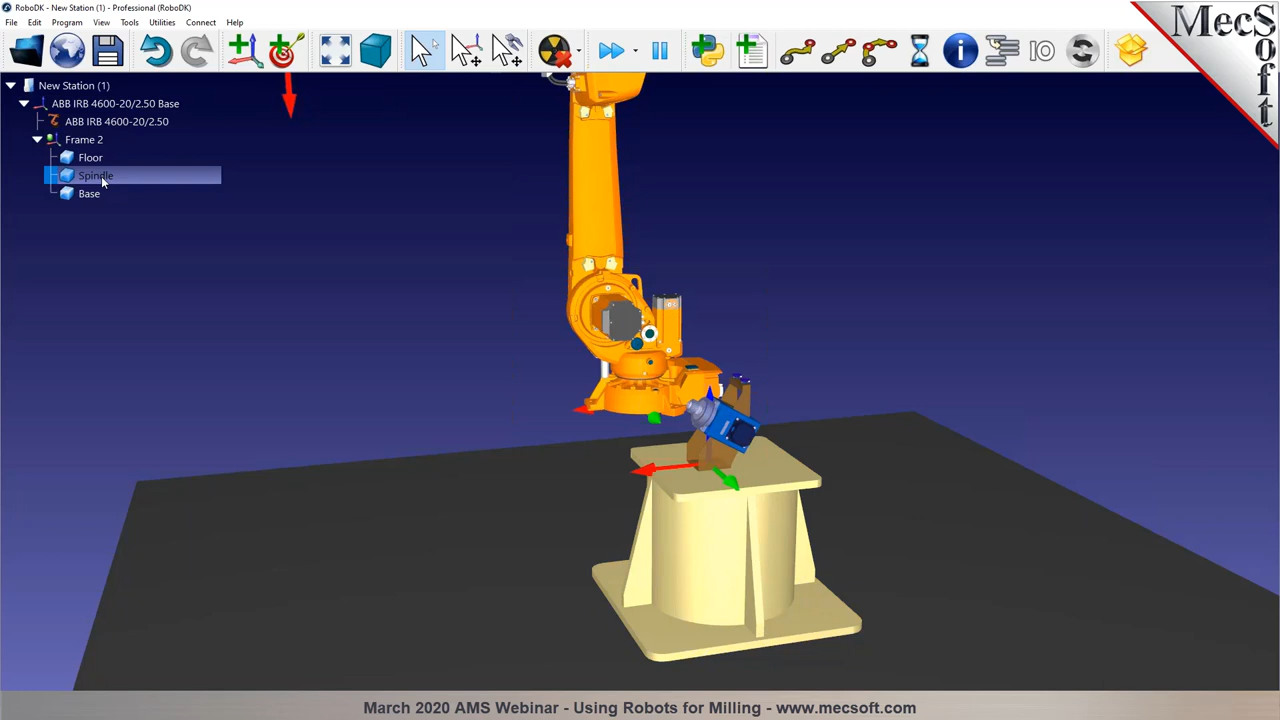 RoboDK - New Station (1) - Professional (RoboDK)
File Edit Program View Tools Utilities Connect Help
IO
MecSoft
New Station (1)
ABB IRB 4600-20/2.50 Base
ABB IRB 4600-20/2.50
Frame 2
Floor
Spindle
Base
March 2020 AMS Webinar - Using Robots for Milling - www.mecsoft.com